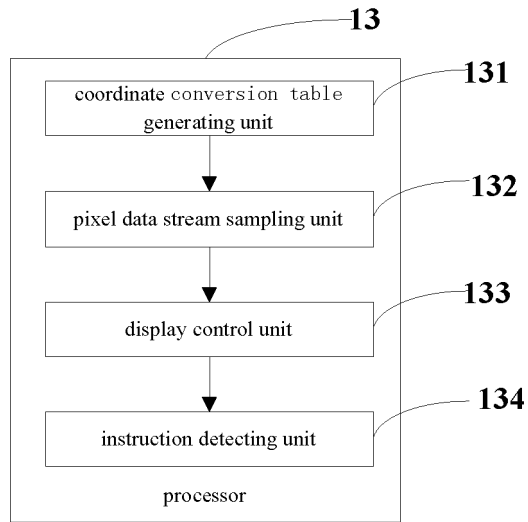 13
coordinate conversion table
generating unit
131
pixel data stream sampling unit
132
display control unit
133
instruction detecting unit
134
processor